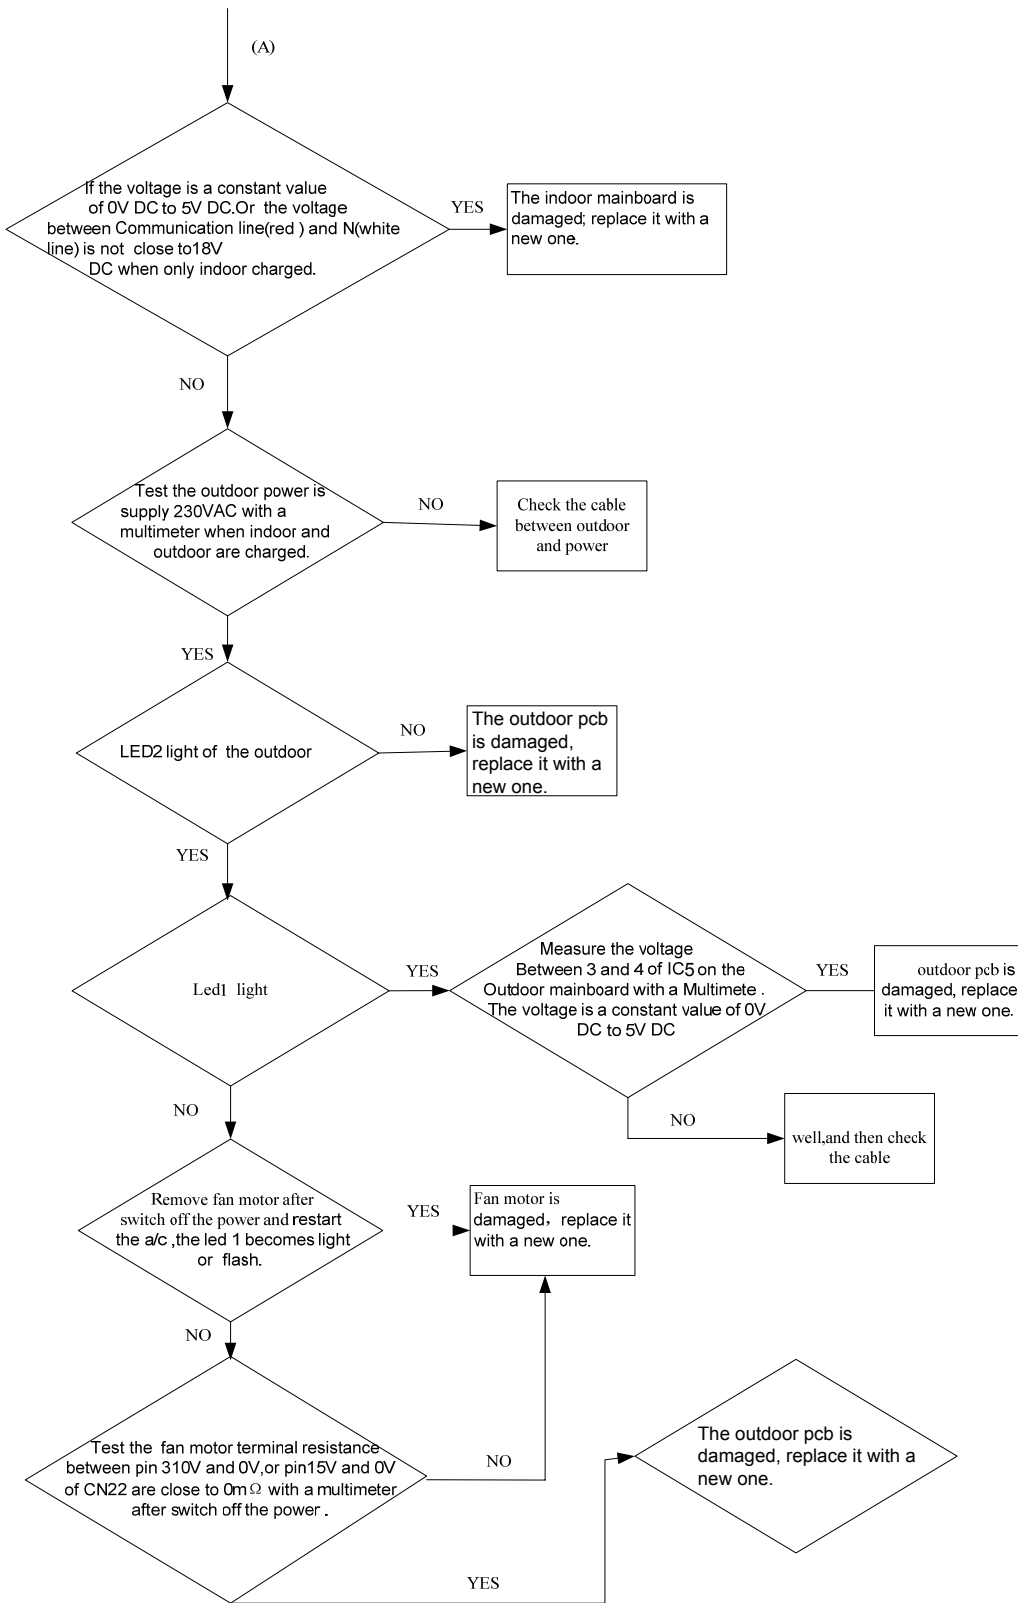 (A)
If the voltage is a constant value
of 0V DC to 5V DC.Or the voltage
between Communication line(red ) and N(white
line) is not close to18V
DC when only indoor charged.
YES
The indoor mainboard is
damaged; replace it with a
new one.
NO
Test the outdoor power is
supply 230VAC with a
multimeter when indoor and
outdoor are charged.
NO
Check the cable
between outdoor
and power
YES
LED2 light of the outdoor
NO
The outdoor pcb
is damaged,
replace it with a
new one.
YES
Led1 light
YES
Measure the voltage
Between 3 and 4 of IC5 on the
Outdoor mainboard with a Multimete .
The voltage is a constant value of 0V
DC to 5V DC
YES
outdoor pcb is
damaged, replace
it with a new one.
NO
well,and then check
the cable
NO
Remove fan motor after
switch off the power and restart
the a/c ,the led 1 becomes light
or flash.
YES
Fan motor is
damaged, replace it
with a new one.
NO
Test the fan motor terminal resistance
between pin 310V and 0V,or pin15V and 0V
of CN22 are close to 0mΩ with a multimeter
after switch off the power .
NO
The outdoor pcb is
damaged, replace it with a
new one.
YES